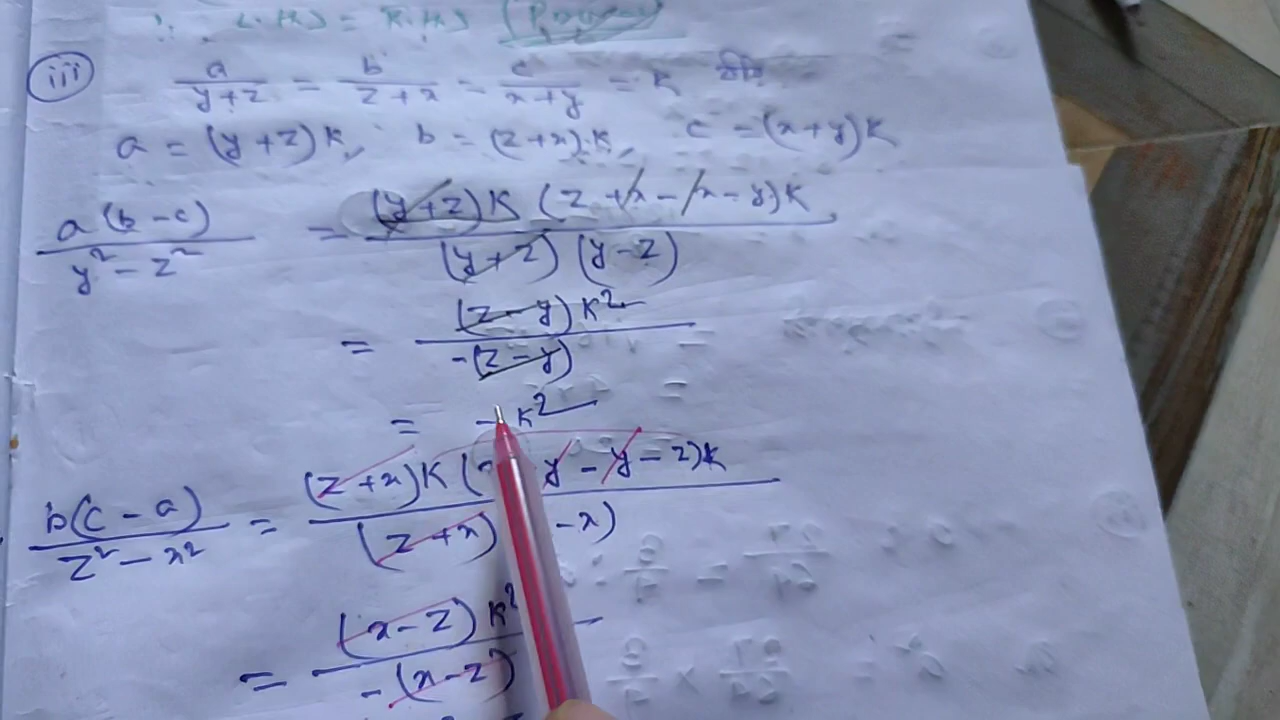 (iii) a/(y+z) = b/(z+x) = c/(x+y) = K
a = (y+z)K, b = (z+x).K, c = (x+y)K
a(b-c)/(y²-z²) = (y+z)K (z+x-x-y)K/(y+z)(y-z)
= (z-y)K²/-(z-y)
= -K²
b(c-a)/(z²-x²) = (z+x)K ( y-y-z)K/(z+x) -x)
= (x-z)K²/-(x-z)